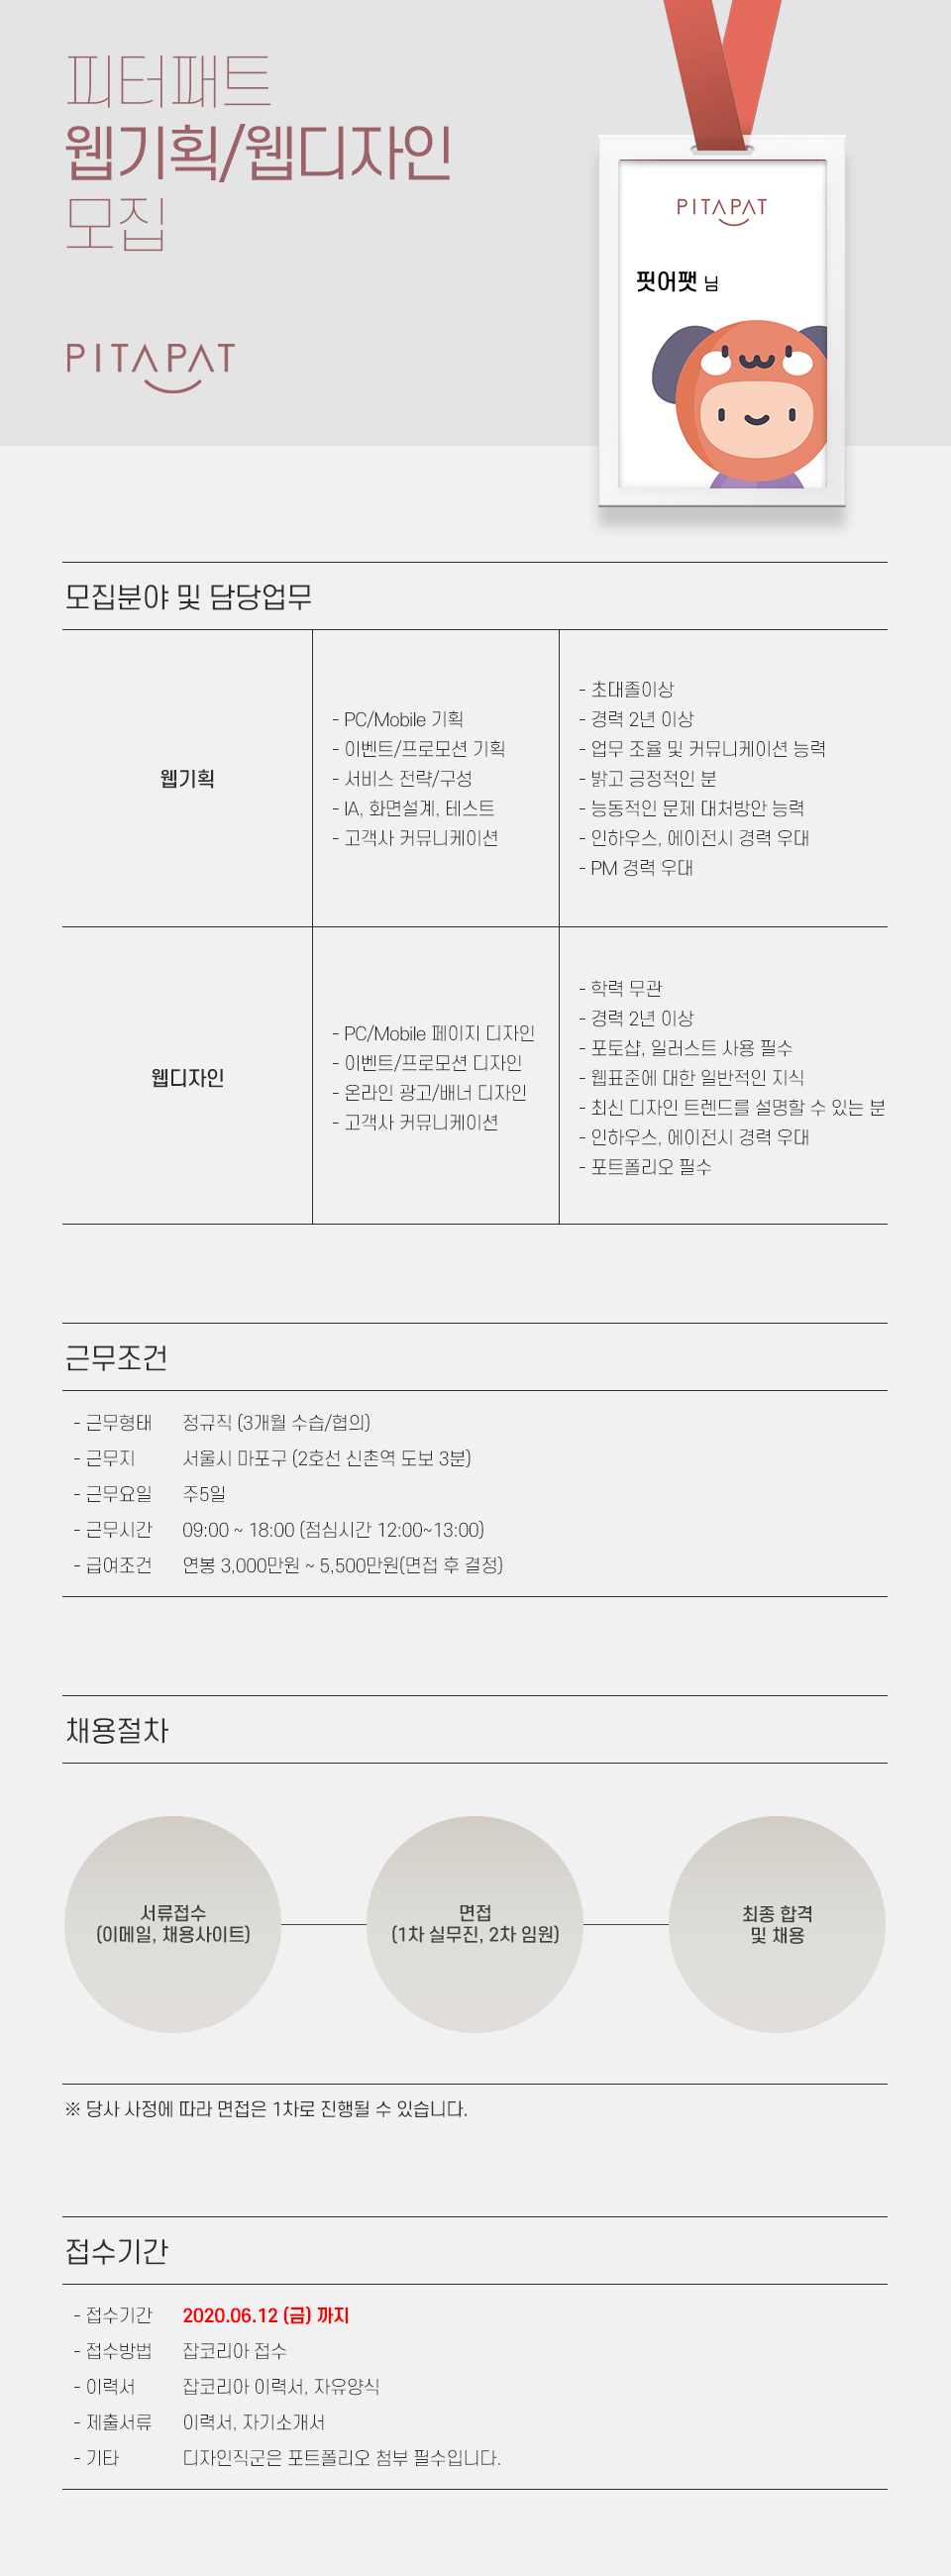 피터패트
웹기획/웹디자인
모집
PITAPAT
PITAPAT
핏어팻 님
모집분야 및 담당업무
웹기획
- PC/Mobile 기획
- 이벤트/프로모션 기획
- 서비스 전략/구성
- IA, 화면설계, 테스트
- 고객사 커뮤니케이션
- 초대졸이상
- 경력 2년 이상
- 업무 조율 및 커뮤니케이션 능력
- 밝고 긍정적인 분
- 능동적인 문제 대처방안 능력
- 인하우스, 에이전시 경력 우대
- PM 경력 우대
웹디자인
- PC/Mobile 페이지 디자인
- 이벤트/프로모션 디자인
- 온라인 광고/배너 디자인
- 고객사 커뮤니케이션
- 학력 무관
- 경력 2년 이상
- 포토샵, 일러스트 사용 필수
- 웹표준에 대한 일반적인 지식
- 최신 디자인 트렌드를 설명할 수 있는 분
- 인하우스, 에이전시 경력 우대
- 포트폴리오 필수
근무조건
- 근무형태 정규직 (3개월 수습/협의)
- 근무지 서울시 마포구 (2호선 신촌역 도보 3분)
- 근무요일 주5일
- 근무시간 09:00 ~ 18:00 (점심시간 12:00~13:00)
- 급여조건 연봉 3,000만원 ~ 5,500만원(면접 후 결정)
채용절차
서류접수
(이메일, 채용사이트)
면접
(1차 실무진, 2차 임원)
최종 합격
및 채용
※ 당사 사정에 따라 면접은 1차로 진행될 수 있습니다.
접수기간
- 접수기간 2020.06.12 (금) 까지
- 접수방법 잡코리아 접수
- 이력서 잡코리아 이력서, 자유양식
- 제출서류 이력서, 자기소개서
- 기타 디자인직군은 포트폴리오 첨부 필수입니다.